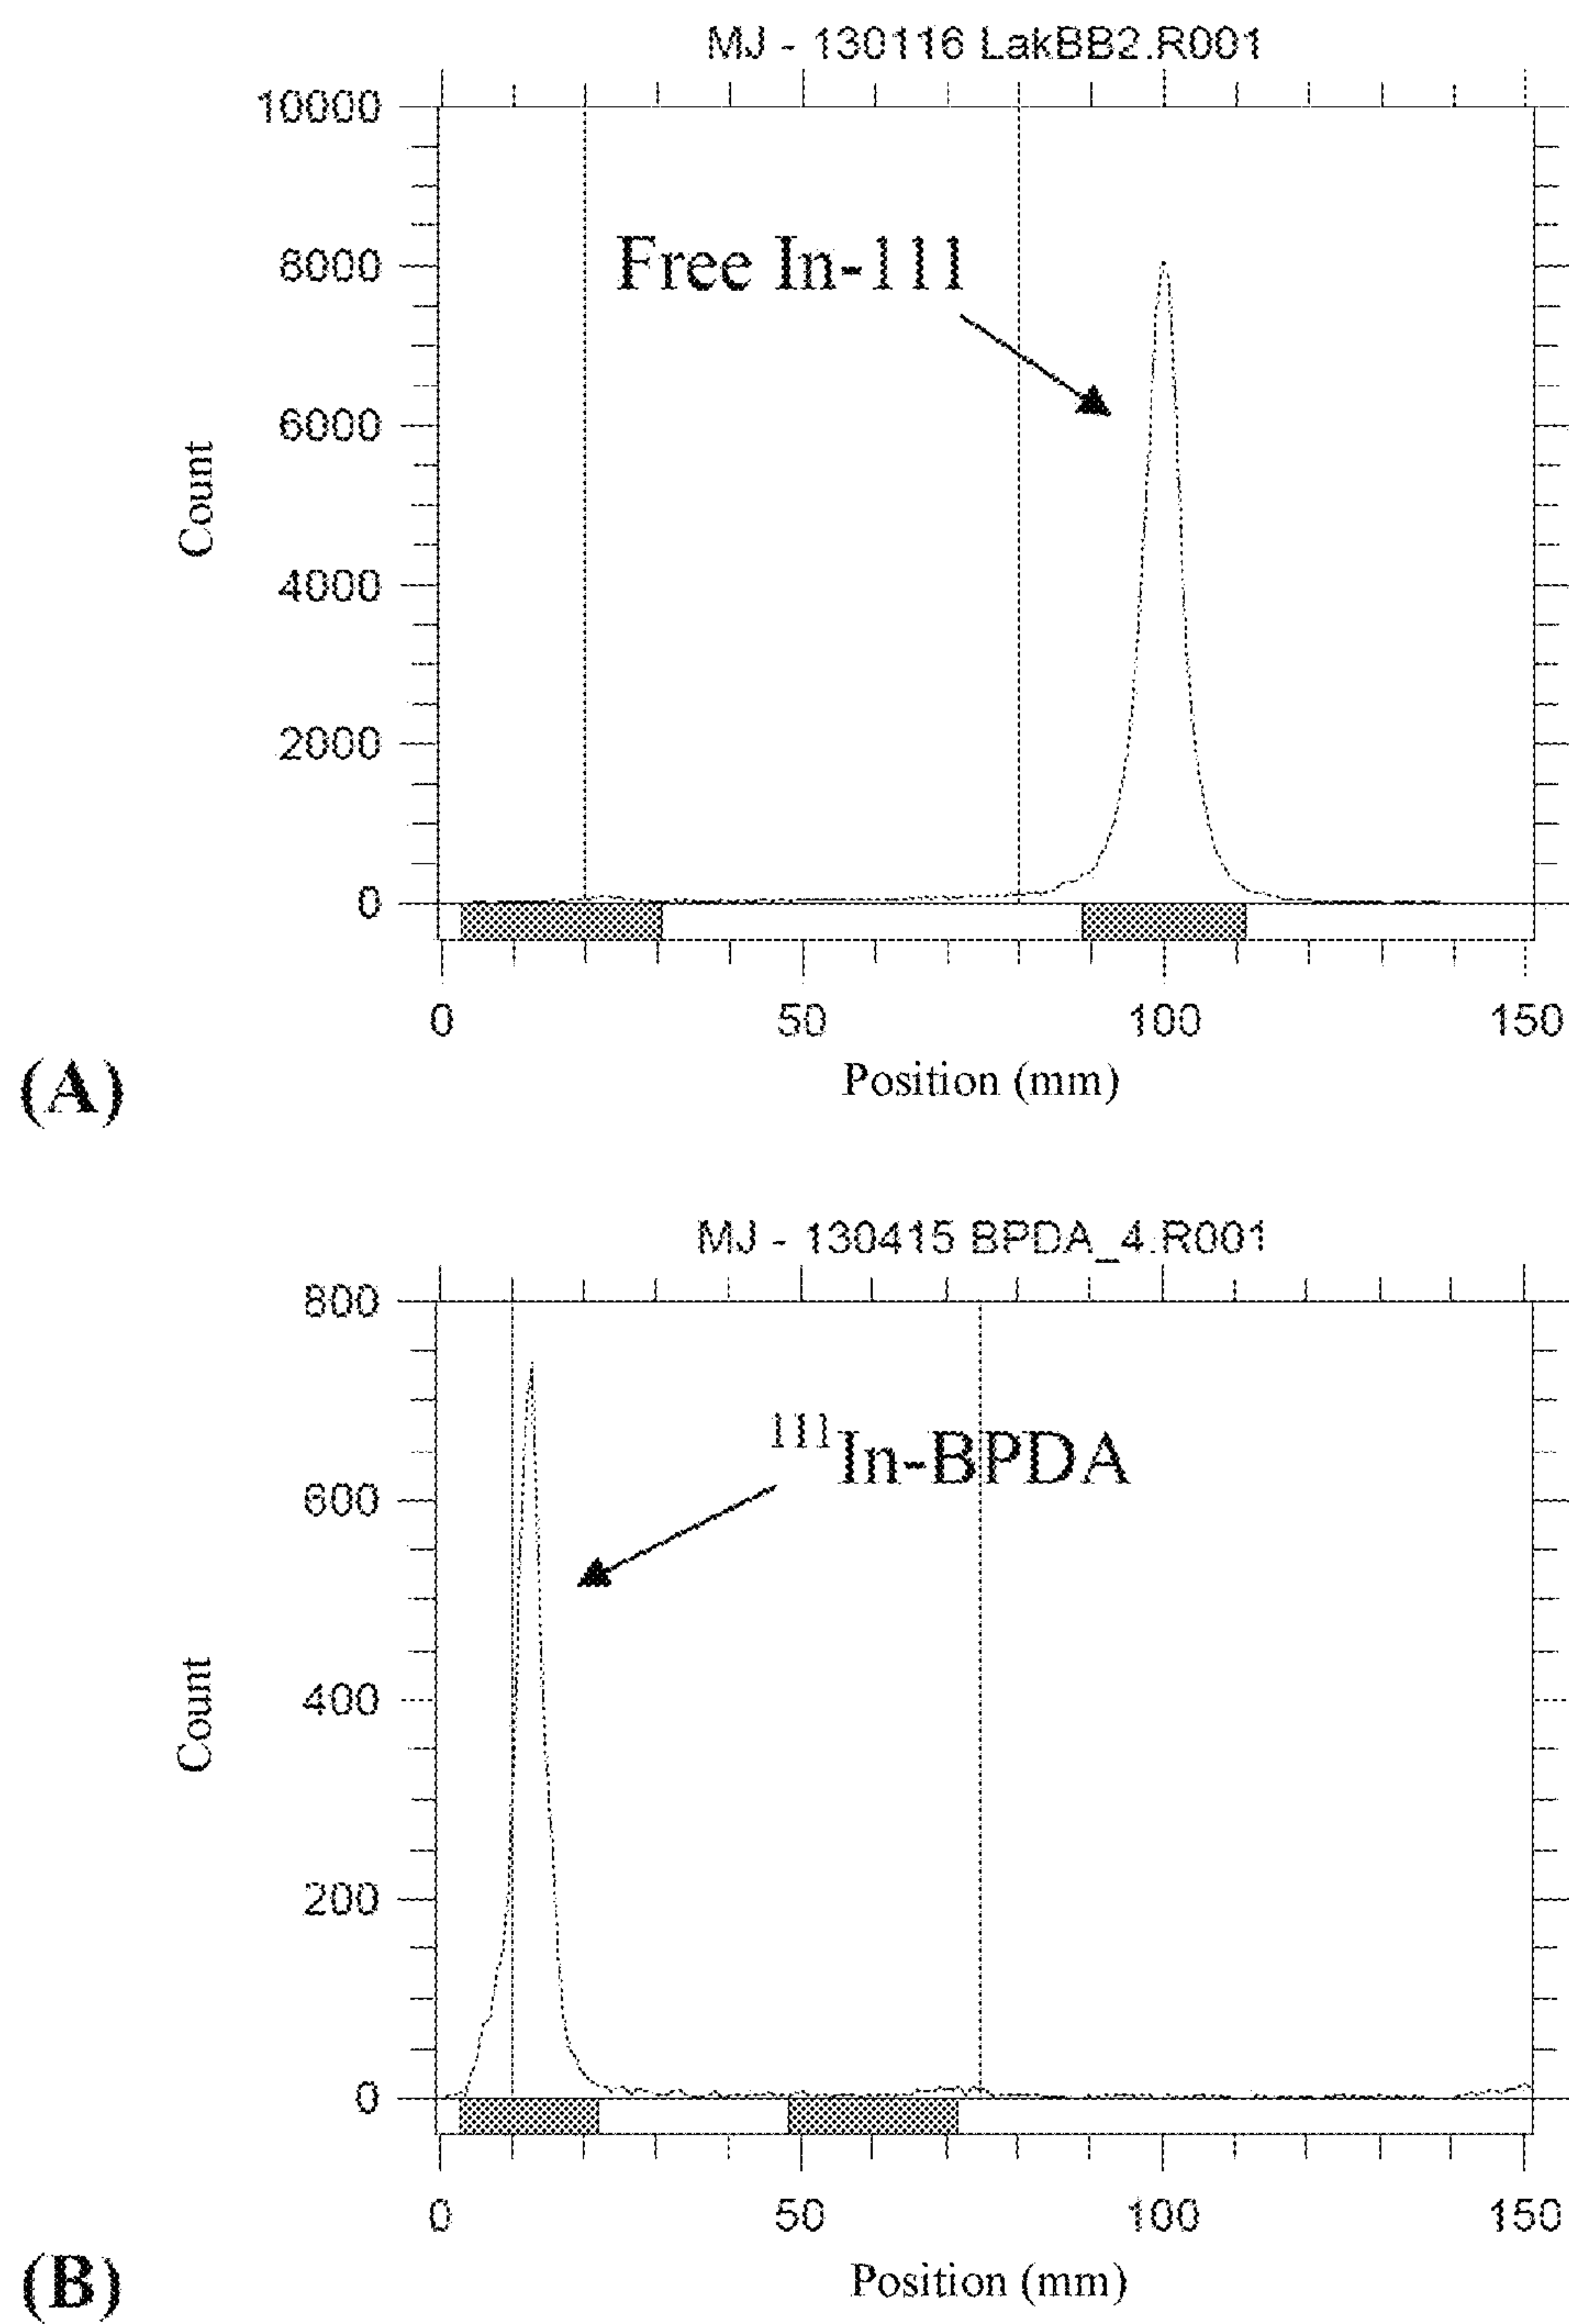 MJ - 130116 LakBB2.R001
10000
8000
6000
4000
2000
0
Count
Free In-111
0 50 100 150
Position (mm)
(A)
MJ - 130415 BPDA_4.R001
800
600
400
200
0
Count
¹¹¹In-BPDA
0 50 100 150
Position (mm)
(B)